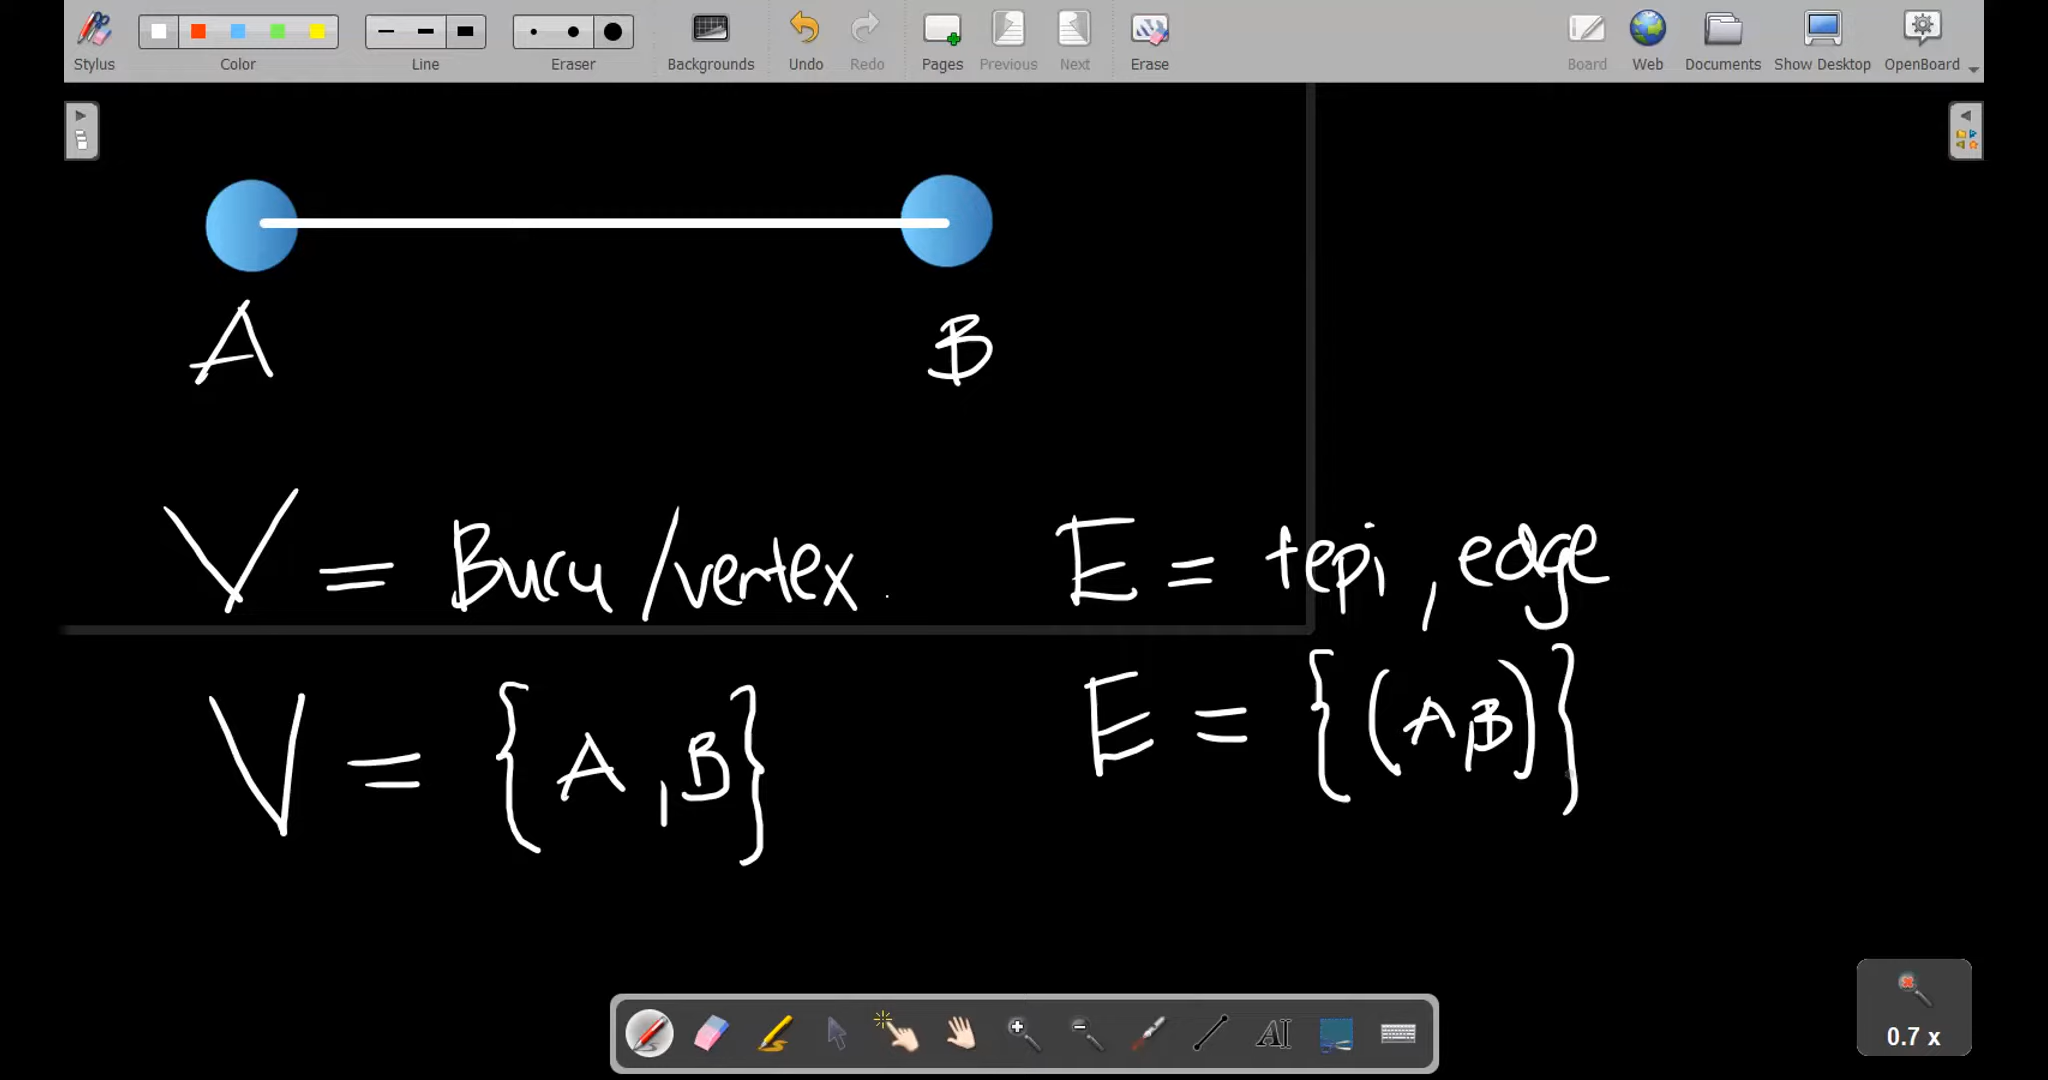 Stylus Color Line Eraser Backgrounds Undo Redo Pages Previous Next Erase Board Web Documents Show Desktop OpenBoard
A B
V = Bucu/vertex. E = tepi, edge
V = {A, B} E = {(A,B)}
AI
0.7 x